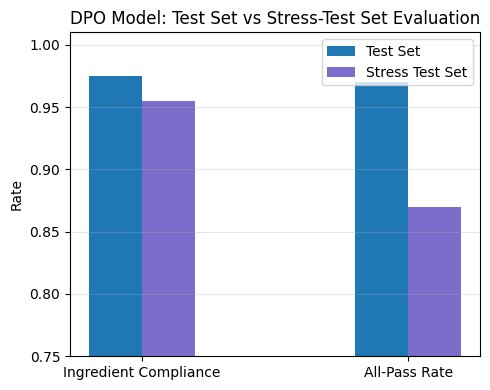 DPO Model: Test Set vs Stress-Test Set Evaluation
Test Set
Stress Test Set
Rate
1.00
0.95
0.90
0.85
0.80
0.75
Ingredient Compliance
All-Pass Rate